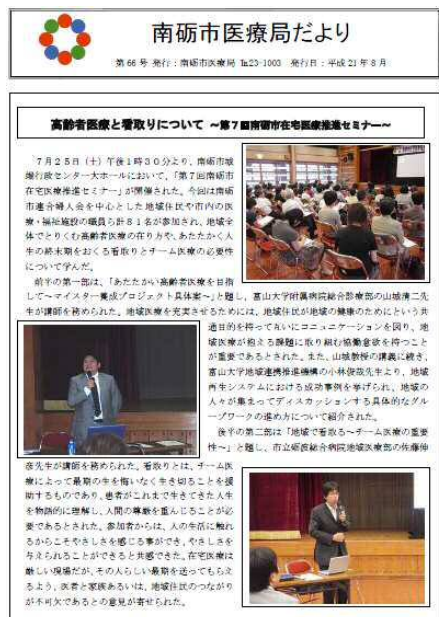 南砺市医療局だより
第66号 発行:南砺市医療局 ℡23-1003 発行日:平成21年8月
高齢者医療と看取りについて ~第7回南砺市在宅医療推進セミナー~
7月25日(土)午後1時30分より、南砺市城
端行政センター大ホールにおいて、「第7回南砺市
在宅医療推進セミナー」が開催された。今回は南砺
市連合婦人会を中心とした地域住民や市内の医
療・福祉施設の職員ら計81名が参加され、地域全
体でとりくむ高齢者医療の在り方や、あたたかく人
生の終末期をおくる看取りとチーム医療の必要性
について学んだ。
前半の第一部は、「あたたかい高齢者医療を目指
して~マイスター養成プロジェクト具体案~」と題し、富山大学附属病院総合診療部の山城清二先
生が講師を務められた。地域医療を充実させるためには、地域住民が地域の健康のためにという共
通目的を持って互いにコミュニケーションを図り、地
域医療が抱える課題に取り組む協働意欲を持つこと
が重要であるとされた。また、山城教授の講義に続き、
富山大学地域連携推進機構の小林俊哉先生より、地域
再生システムにおける成功事例を挙げられ、地域の
人々が集まってディスカッションする具体的なグル
ープワークの進め方について紹介された。
後半の第二部は「地域で看取る~チーム医療の重要
性~」と題し、市立砺波総合病院地域医療部の佐藤伸
彦先生が講師を務められた。看取りとは、チーム医
療によって最期の生を悔いなく生き切ることを援
助するものであり、患者がこれまで生きてきた人生
を物語的に理解し、人間の尊厳を重んじることが必
要であるとされた。参加者からは、人の生活に触れ
るからこそやさしさを感じる事ができ、やさしさを
与えられることができると共感できた。在宅医療は
厳しい現場だが、その人らしい最期を送ってもらえ
るよう、医者と家族あるいは、地域住民のつながり
が不可欠であるとの意見が寄せられた。